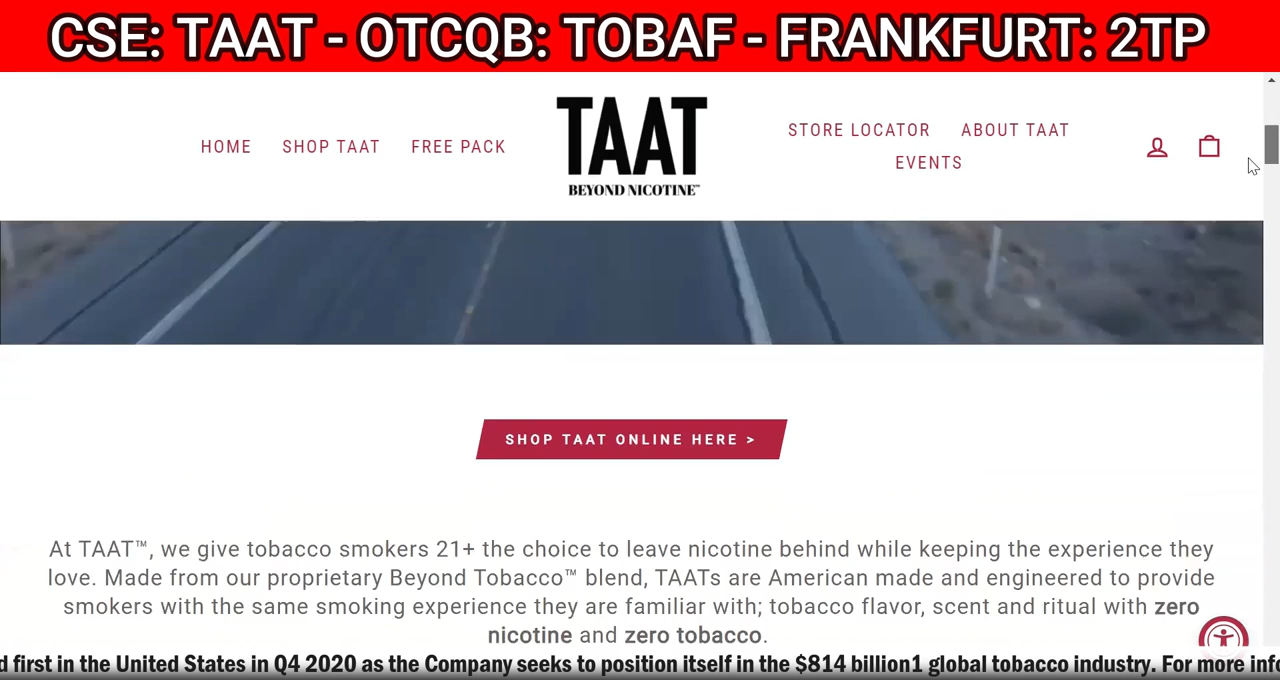 CSE: TAAT - OTCQB: TOBAF - FRANKFURT: 2TP
HOME SHOP TAAT FREE PACK
TAAT
BEYOND NICOTINE™
STORE LOCATOR ABOUT TAAT
EVENTS
SHOP TAAT ONLINE HERE >
At TAAT™, we give tobacco smokers 21+ the choice to leave nicotine behind while keeping the experience they
love. Made from our proprietary Beyond Tobacco™ blend, TAATs are American made and engineered to provide
smokers with the same smoking experience they are familiar with; tobacco flavor, scent and ritual with zero
nicotine and zero tobacco.
first in the United States in Q4 2020 as the Company seeks to position itself in the $814 billion1 global tobacco industry. For more